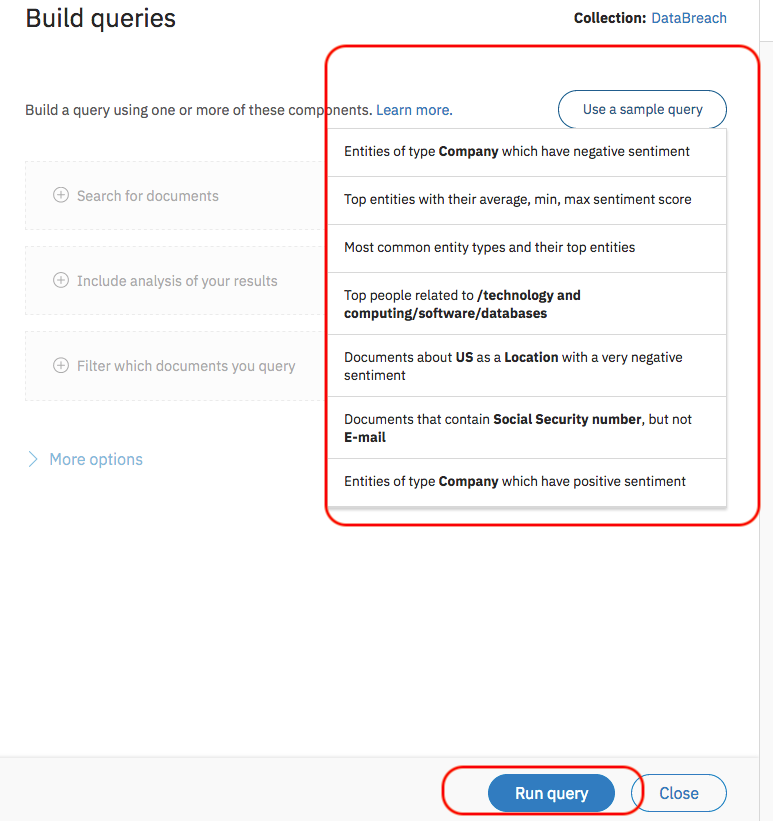 Build queries
Collection: DataBreach
Build a query using one or more of these components. Learn more.
Use a sample query
Search for documents
Include analysis of your results
Filter which documents you query
More options
Entities of type Company which have negative sentiment
Top entities with their average, min, max sentiment score
Most common entity types and their top entities
Top people related to /technology and
computing/software/databases
Documents about US as a Location with a very negative
sentiment
Documents that contain Social Security number, but not
E-mail
Entities of type Company which have positive sentiment
Run query
Close